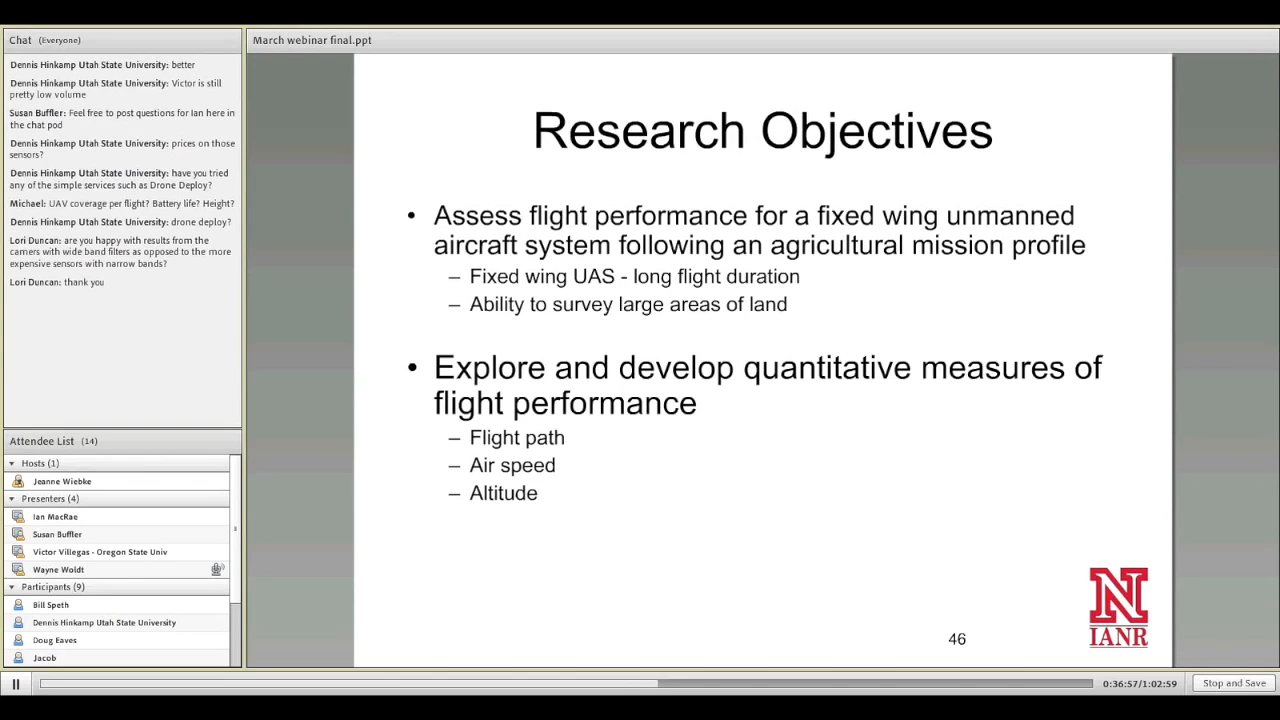 Chat (Everyone)
Dennis Hinkamp Utah State University: better
Dennis Hinkamp Utah State University: Victor is still
pretty low volume
Susan Buffler: Feel free to post questions for Ian here in
the chat pod
Dennis Hinkamp Utah State University: prices on those
sensors?
Dennis Hinkamp Utah State University: have you tried
any of the simple services such as Drone Deploy?
Michael: UAV coverage per flight? Battery life? Height?
Dennis Hinkamp Utah State University: drone deploy?
Lori Duncan: are you happy with results from the
camers with wide band filters as opposed to the more
expensive sensors with narrow bands?
Lori Duncan: thank you
Attendee List (14)
Hosts (1)
Jeanne Wiebke
Presenters (4)
Ian MacRae
Susan Buffler
Victor Villegas - Oregon State Univ
Wayne Woldt
Participants (9)
Bill Speth
Dennis Hinkamp Utah State University
Doug Eaves
Jacob
March webinar final.ppt
Research Objectives
• Assess flight performance for a fixed wing unmanned
aircraft system following an agricultural mission profile
– Fixed wing UAS - long flight duration
– Ability to survey large areas of land
• Explore and develop quantitative measures of
flight performance
– Flight path
– Air speed
– Altitude
46
N
IANR
0:36:57/1:02:59
Stop and Save